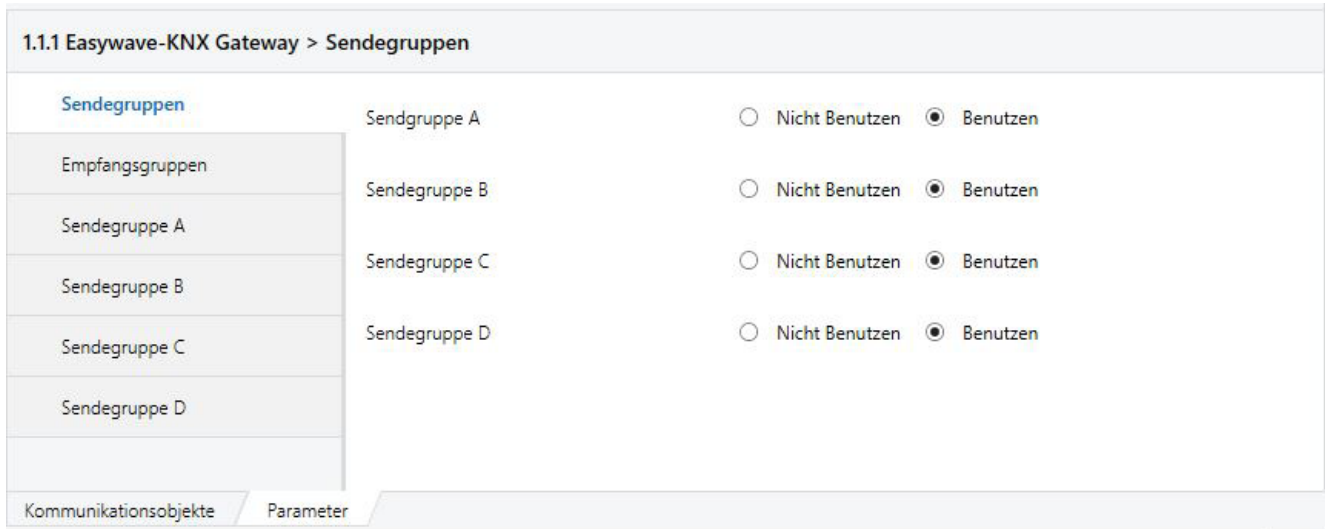 1.1.1 Easywave-KNX Gateway > Sendegruppen
Sendegruppen
Empfangsgruppen
Sendegruppe A
Sendegruppe B
Sendegruppe C
Sendegruppe D
Sendgruppe A Nicht Benutzen Benutzen
Sendegruppe B Nicht Benutzen Benutzen
Sendegruppe C Nicht Benutzen Benutzen
Sendegruppe D Nicht Benutzen Benutzen
Kommunikationsobjekte Parameter